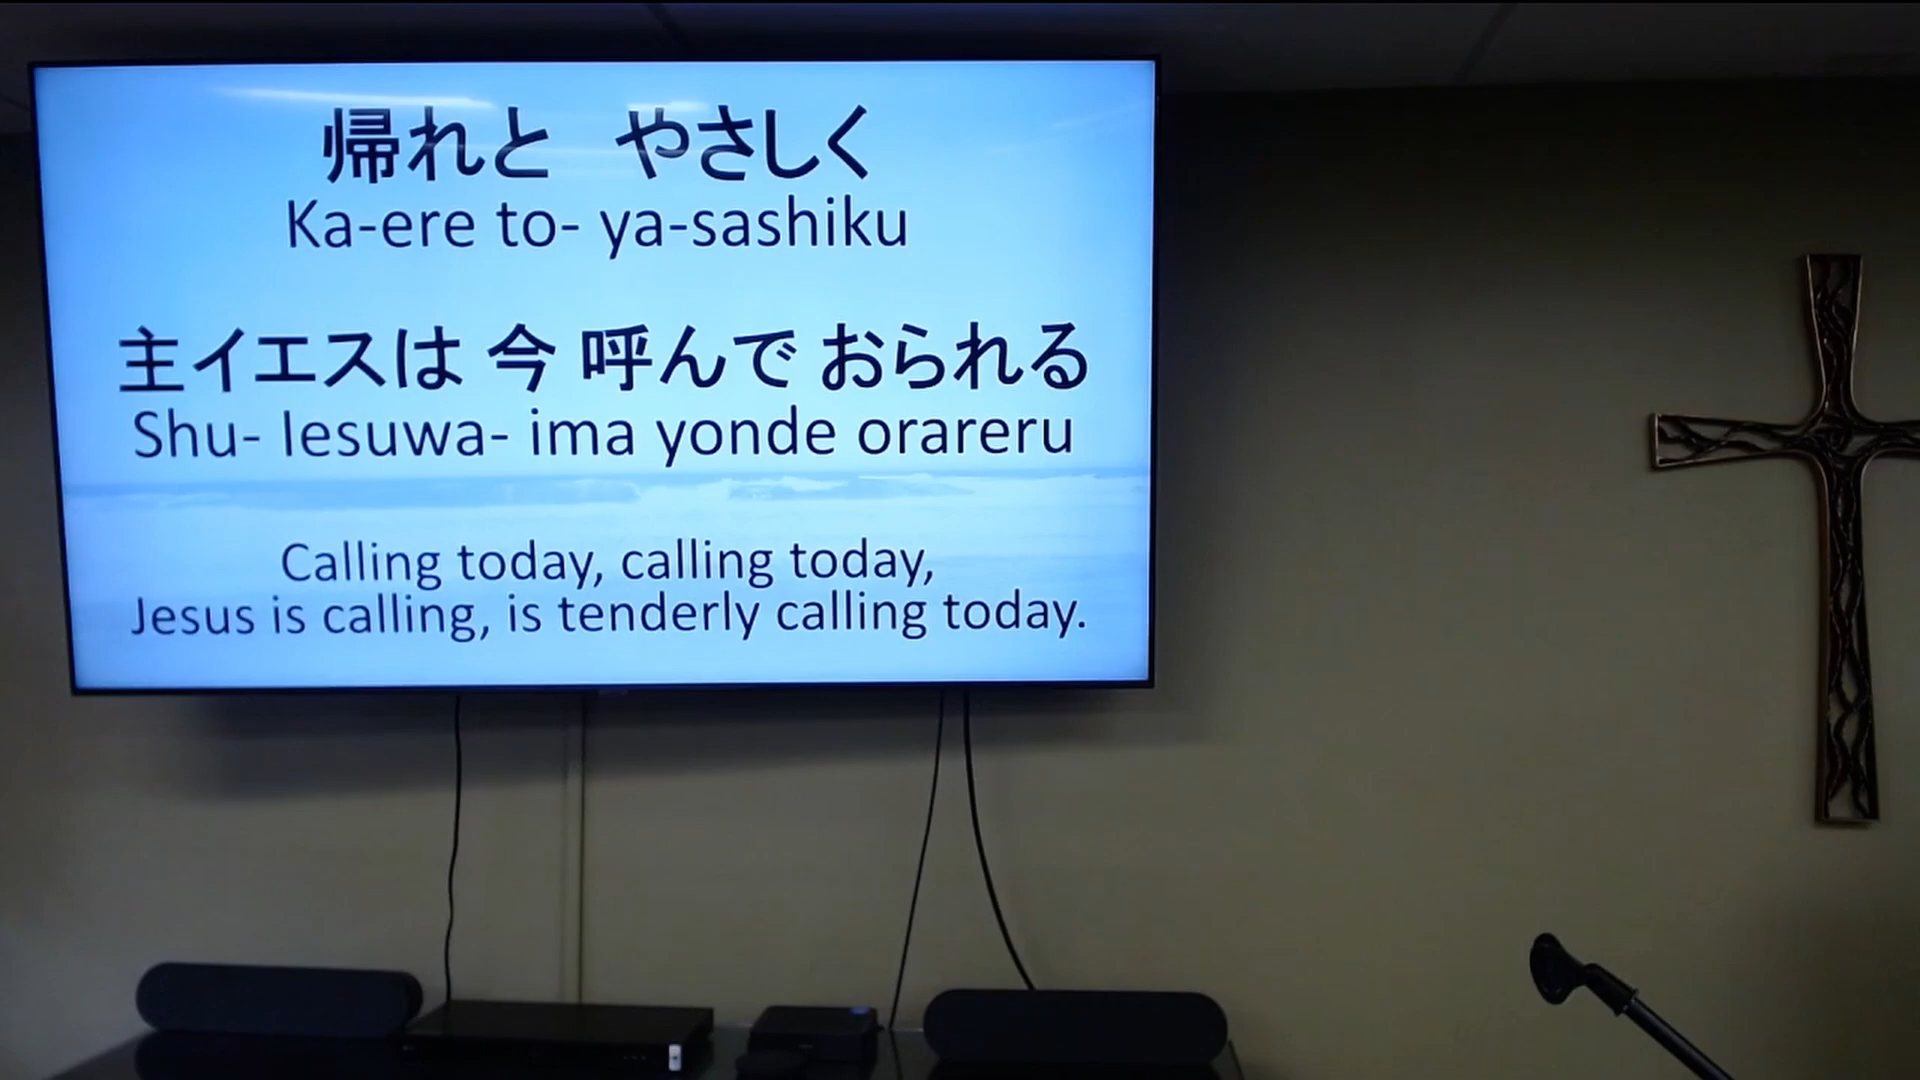 帰れと　やさしく
Ka-ere to- ya-sashiku
主イエスは 今 呼んで おられる
Shu- Iesuwa- ima yonde orareru
Calling today, calling today,
Jesus is calling, is tenderly calling today.